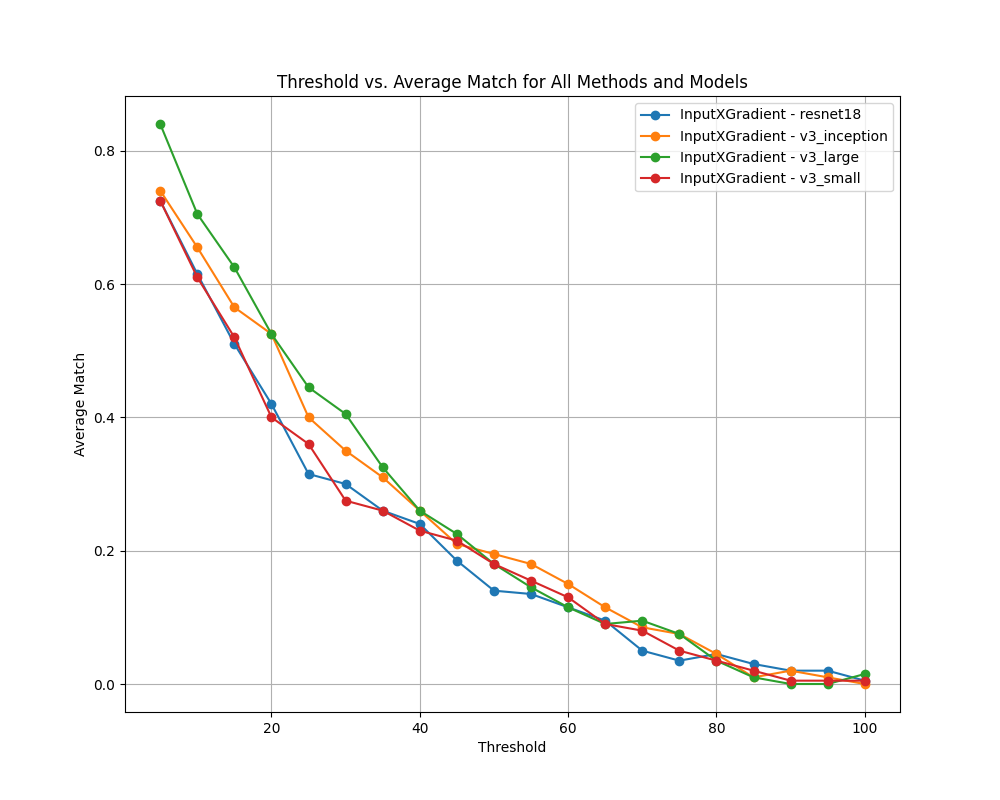 Threshold vs. Average Match for All Methods and Models
InputXGradient - resnet18
InputXGradient - v3_inception
InputXGradient - v3_large
InputXGradient - v3_small
Average Match
0.8
0.6
0.4
0.2
0.0
20 40 60 80 100
Threshold